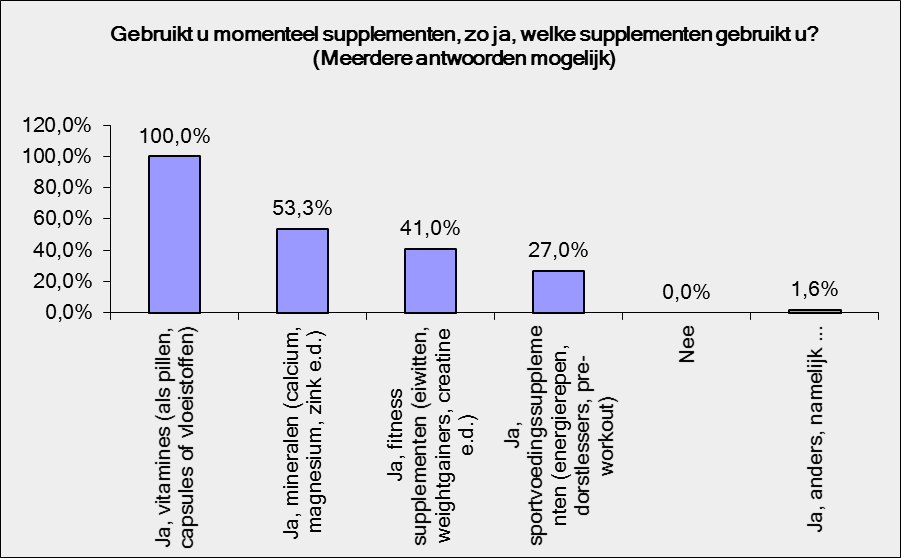 Gebruikt u momenteel supplementen, zo ja, welke supplementen gebruikt u?
(Meerdere antwoorden mogelijk)
120,0%
100,0%
80,0%
60,0%
40,0%
20,0%
0,0%
100,0%
53,3%
41,0%
27,0%
0,0%
1,6%
Ja, vitamines (als pillen,
capsules of vloeistoffen)
Ja, mineralen (calcium,
magnesium, zink e.d.)
Ja, fitness
supplementen (eiwitten,
weightgainers, creatine
e.d.)
Ja,
sportvoedingssuppleme
nten (energierepen,
dorstlessers, pre-
workout)
Nee
Ja, anders, namelijk ...